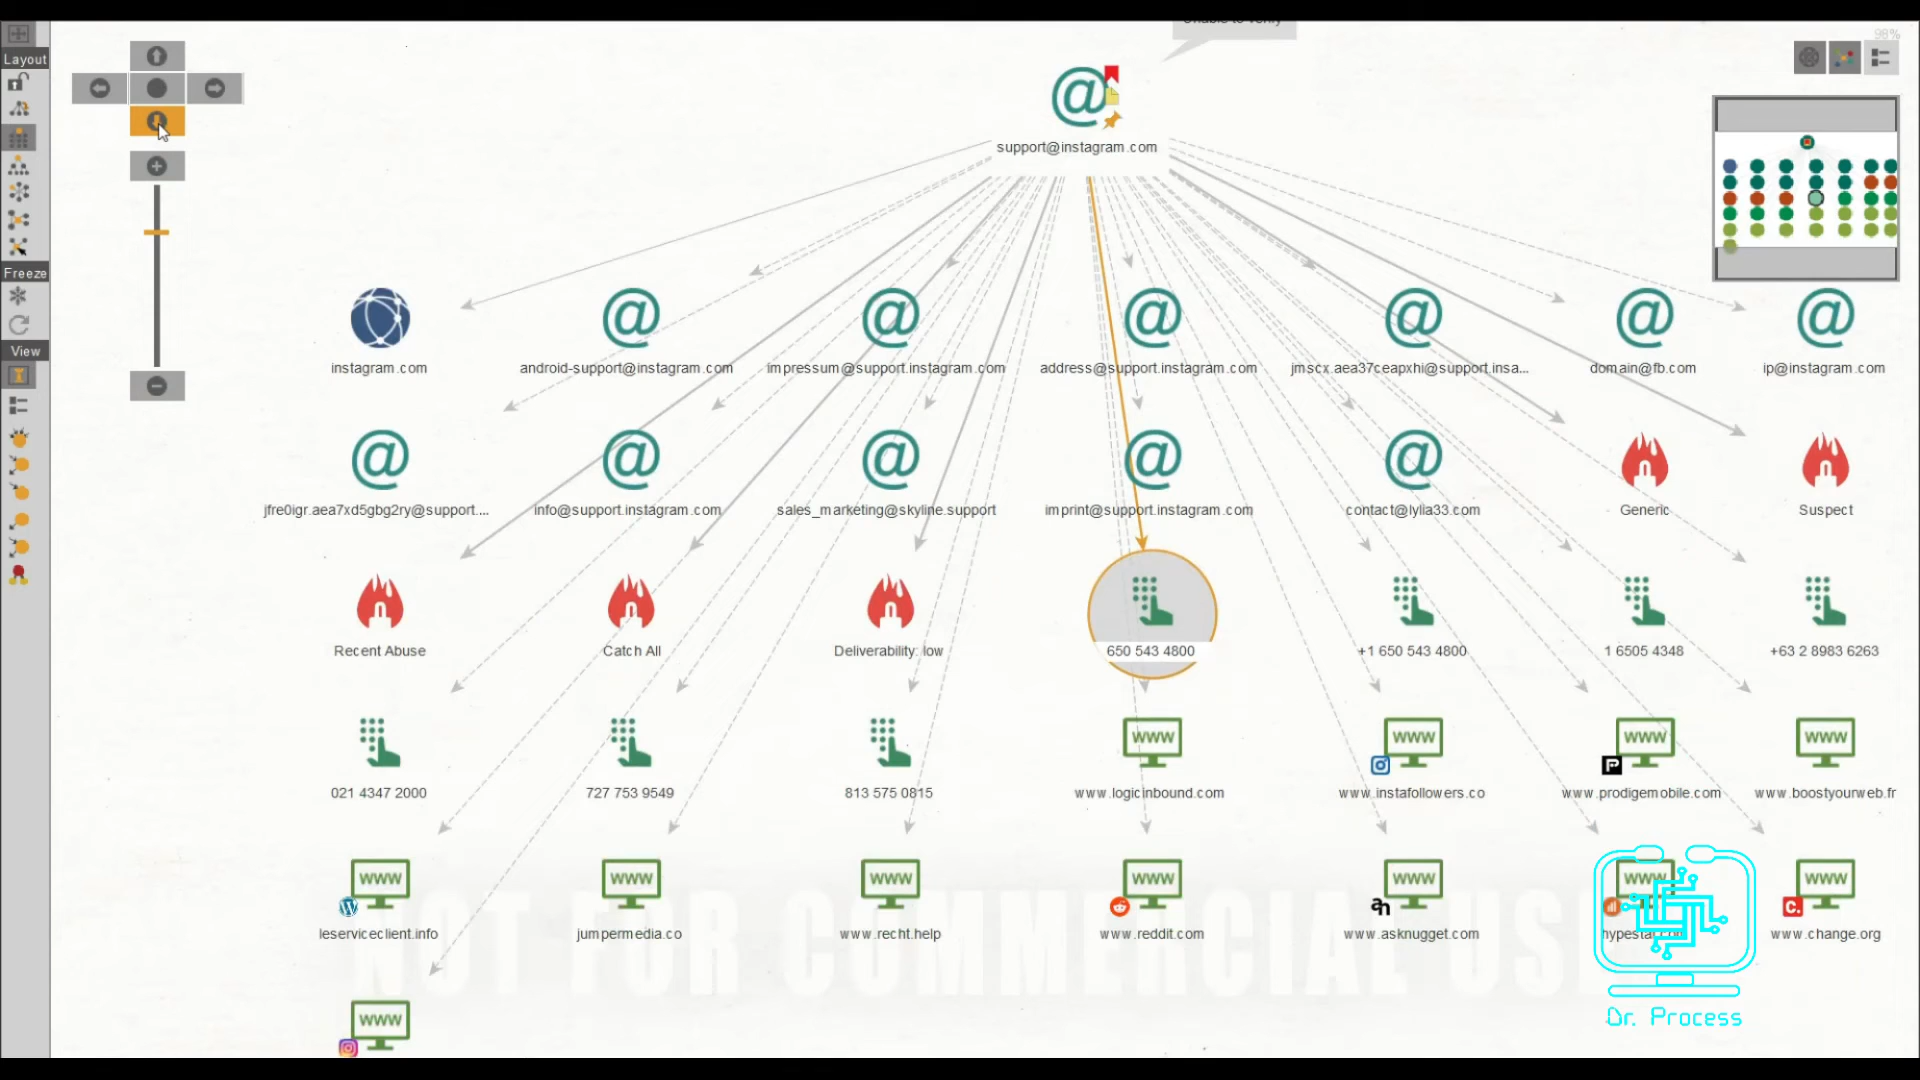 98%
Layout
support@instagram.com
Freeze
View
instagram.com
android-support@instagram.com
impressum@support.instagram.com
address@support.instagram.com
jmscx.aea37ceapxhi@support.insa...
domain@fb.com
ip@instagram.com
jfre0igr.aea7xd5gbg2ry@support....
info@support.instagram.com
sales_marketing@skyline.support
imprint@support.instagram.com
contact@lylia33.com
Generic
Suspect
Recent Abuse
Catch All
Deliverability: low
650 543 4800
+1 650 543 4800
1 6505 4348
+63 2 8983 6263
021 4347 2000
727 753 9549
813 575 0815
www.logicinbound.com
www.instafollowers.co
www.prodigemobile.com
www.boostyourweb.fr
leserviceclient.info
jumpermedia.co
www.recht.help
www.reddit.com
www.asknugget.com
www.change.org
NOT FOR COMMERCIAL US
Dr. Process